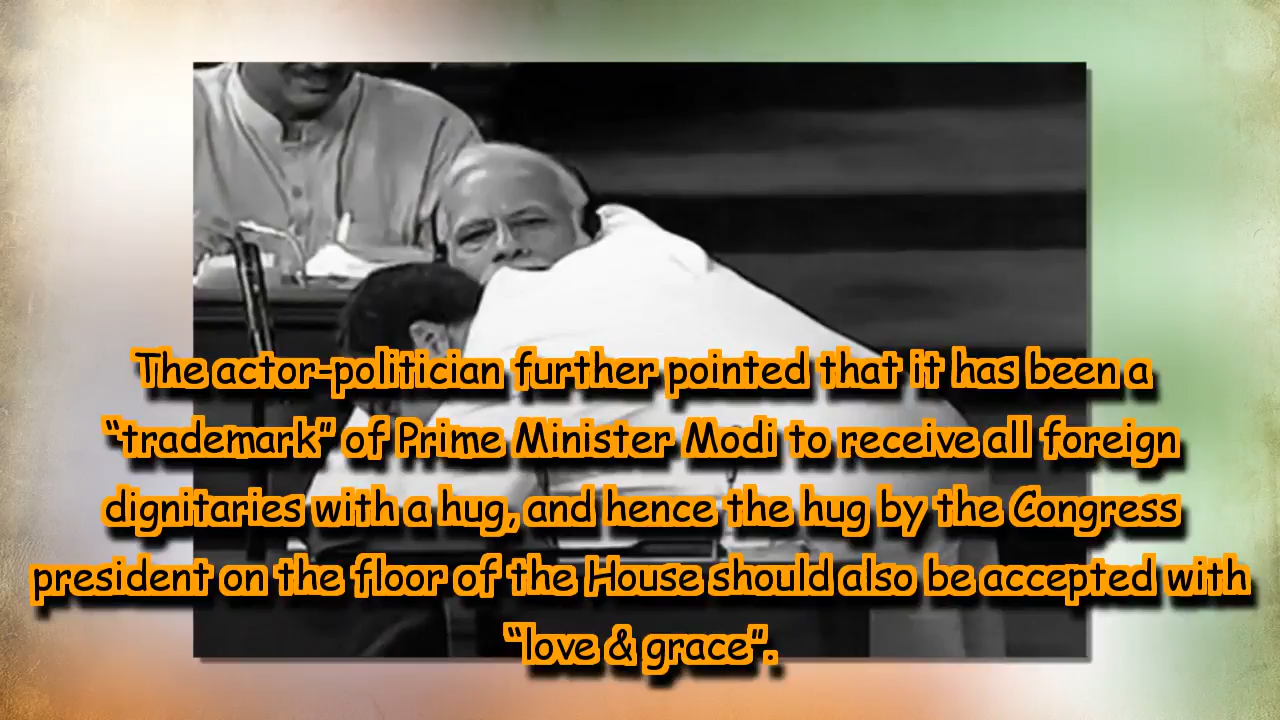 The actor-politician further pointed that it has been a
“trademark” of Prime Minister Modi to receive all foreign
dignitaries with a hug, and hence the hug by the Congress
president on the floor of the House should also be accepted with
“love & grace”.